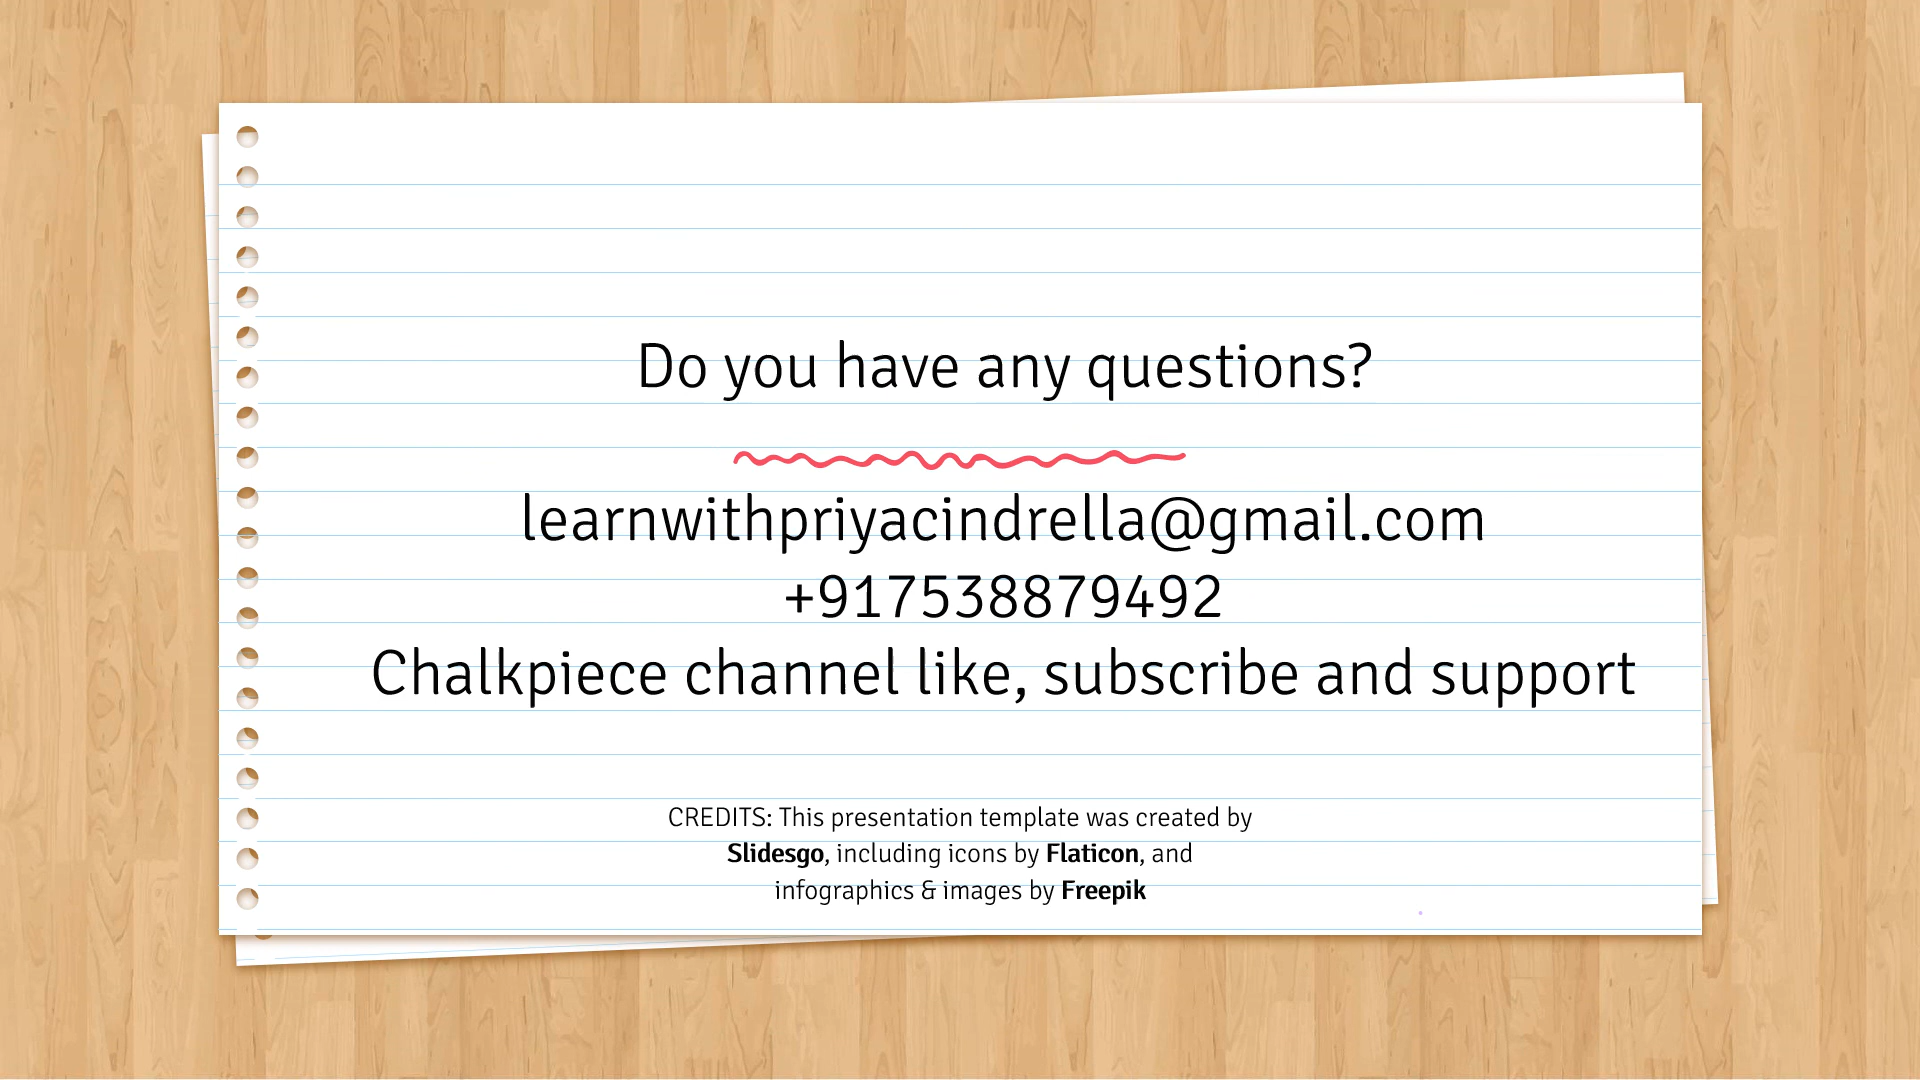 Do you have any questions?
learnwithpriyacindrella@gmail.com
+917538879492
Chalkpiece channel like, subscribe and support
CREDITS: This presentation template was created by
Slidesgo, including icons by Flaticon, and
infographics & images by Freepik